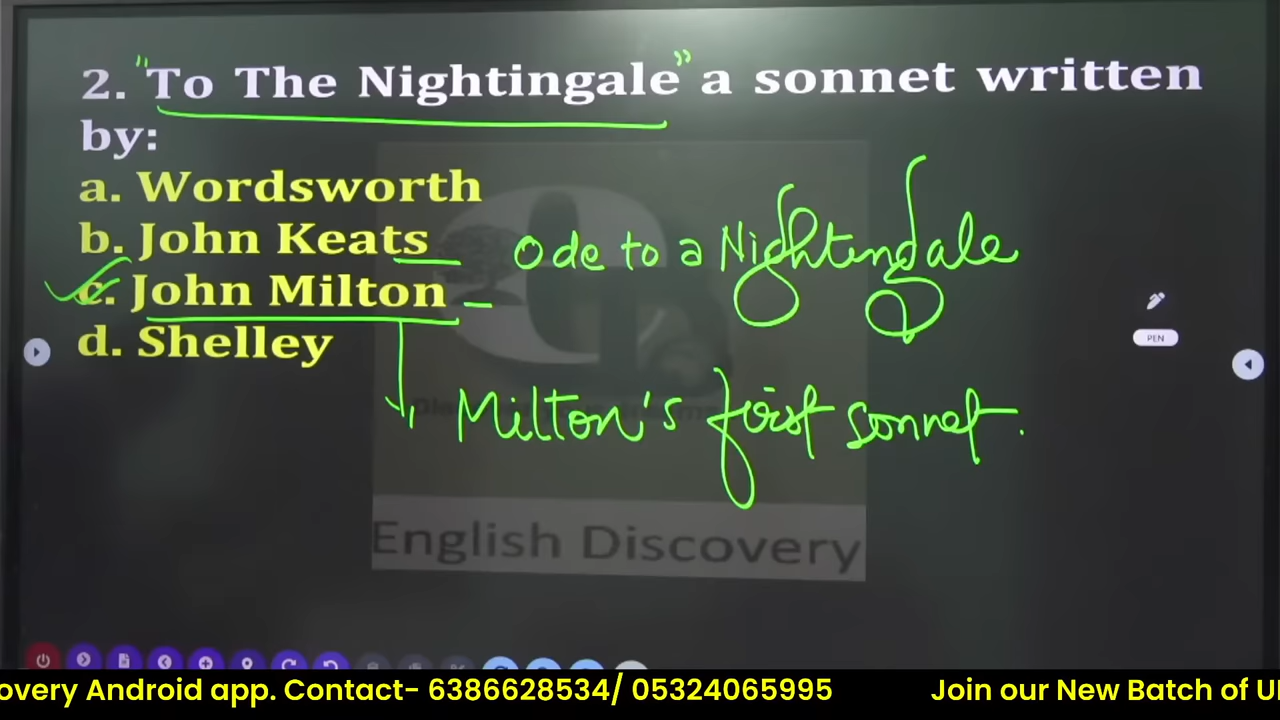 2. "To The Nightingale" a sonnet written
by:
a. Wordsworth
b. John Keats
Ode to a Nightingale
c. John Milton
d. Shelley
Milton's first sonnet.
English Discovery
PEN
overy Android app. Contact- 6386628534/ 05324065995
Join our New Batch of U